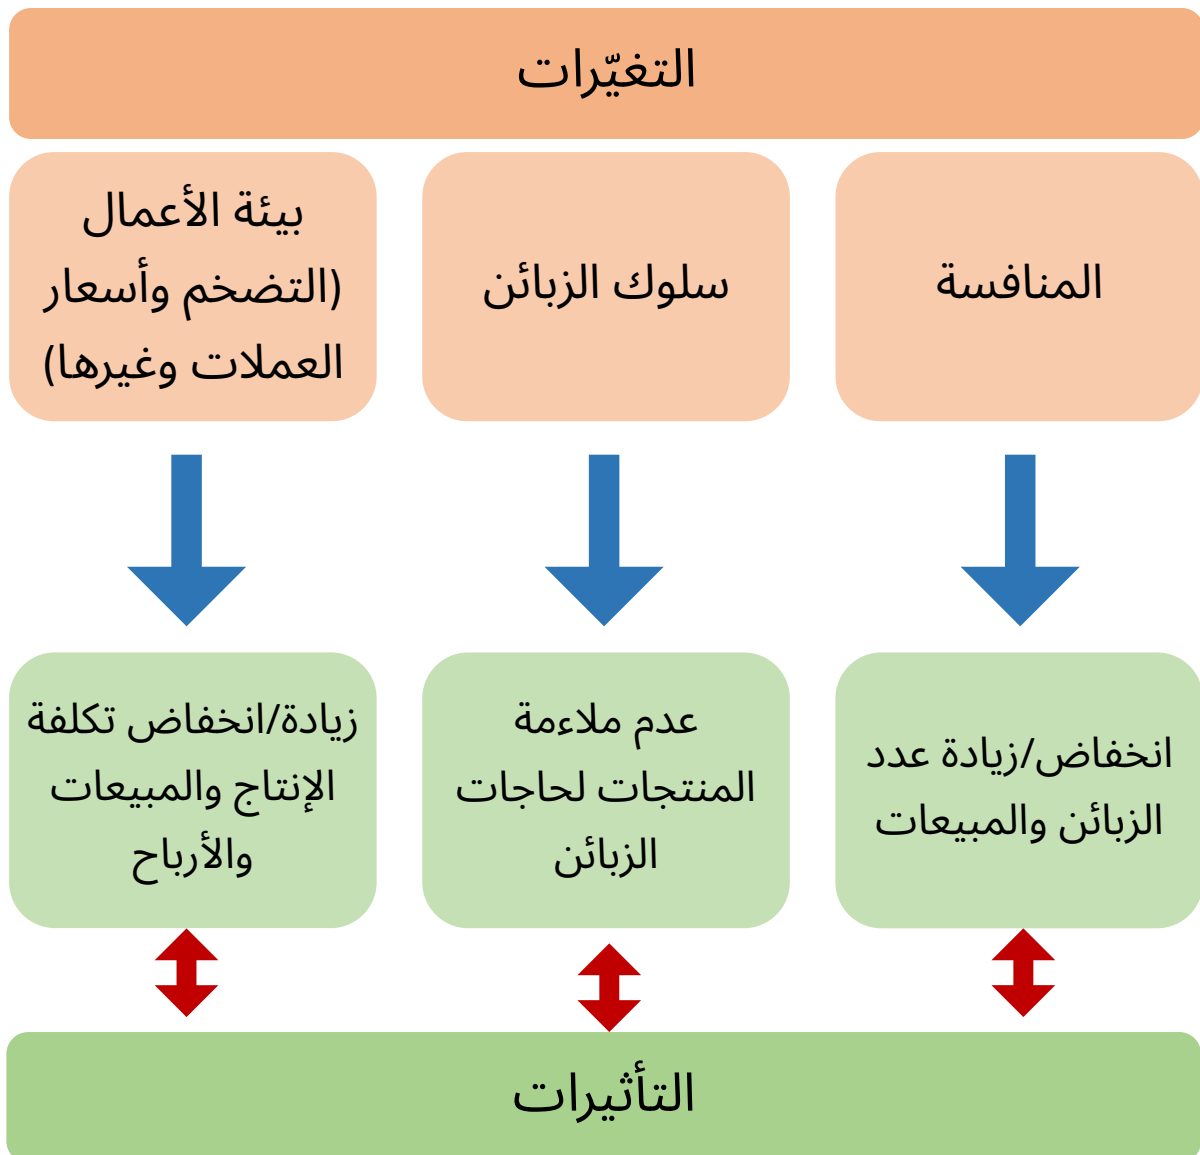 التغيّرات
المنافسة
سلوك الزبائن
بيئة الأعمال
(التضخم وأسعار
العملات وغيرها)
انخفاض/زيادة عدد
الزبائن والمبيعات
عدم ملاءمة
المنتجات لحاجات
الزبائن
زيادة/انخفاض تكلفة
الإنتاج والمبيعات
والأرباح
التأثيرات